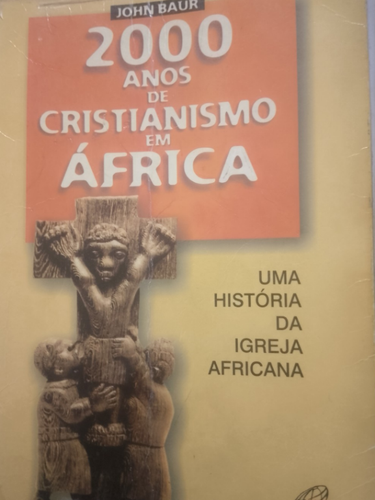 JOHN BAUR
2000
ANOS
DE
CRISTIANISMO
EM
ÁFRICA
UMA
HISTÓRIA
DA
IGREJA
AFRICANA